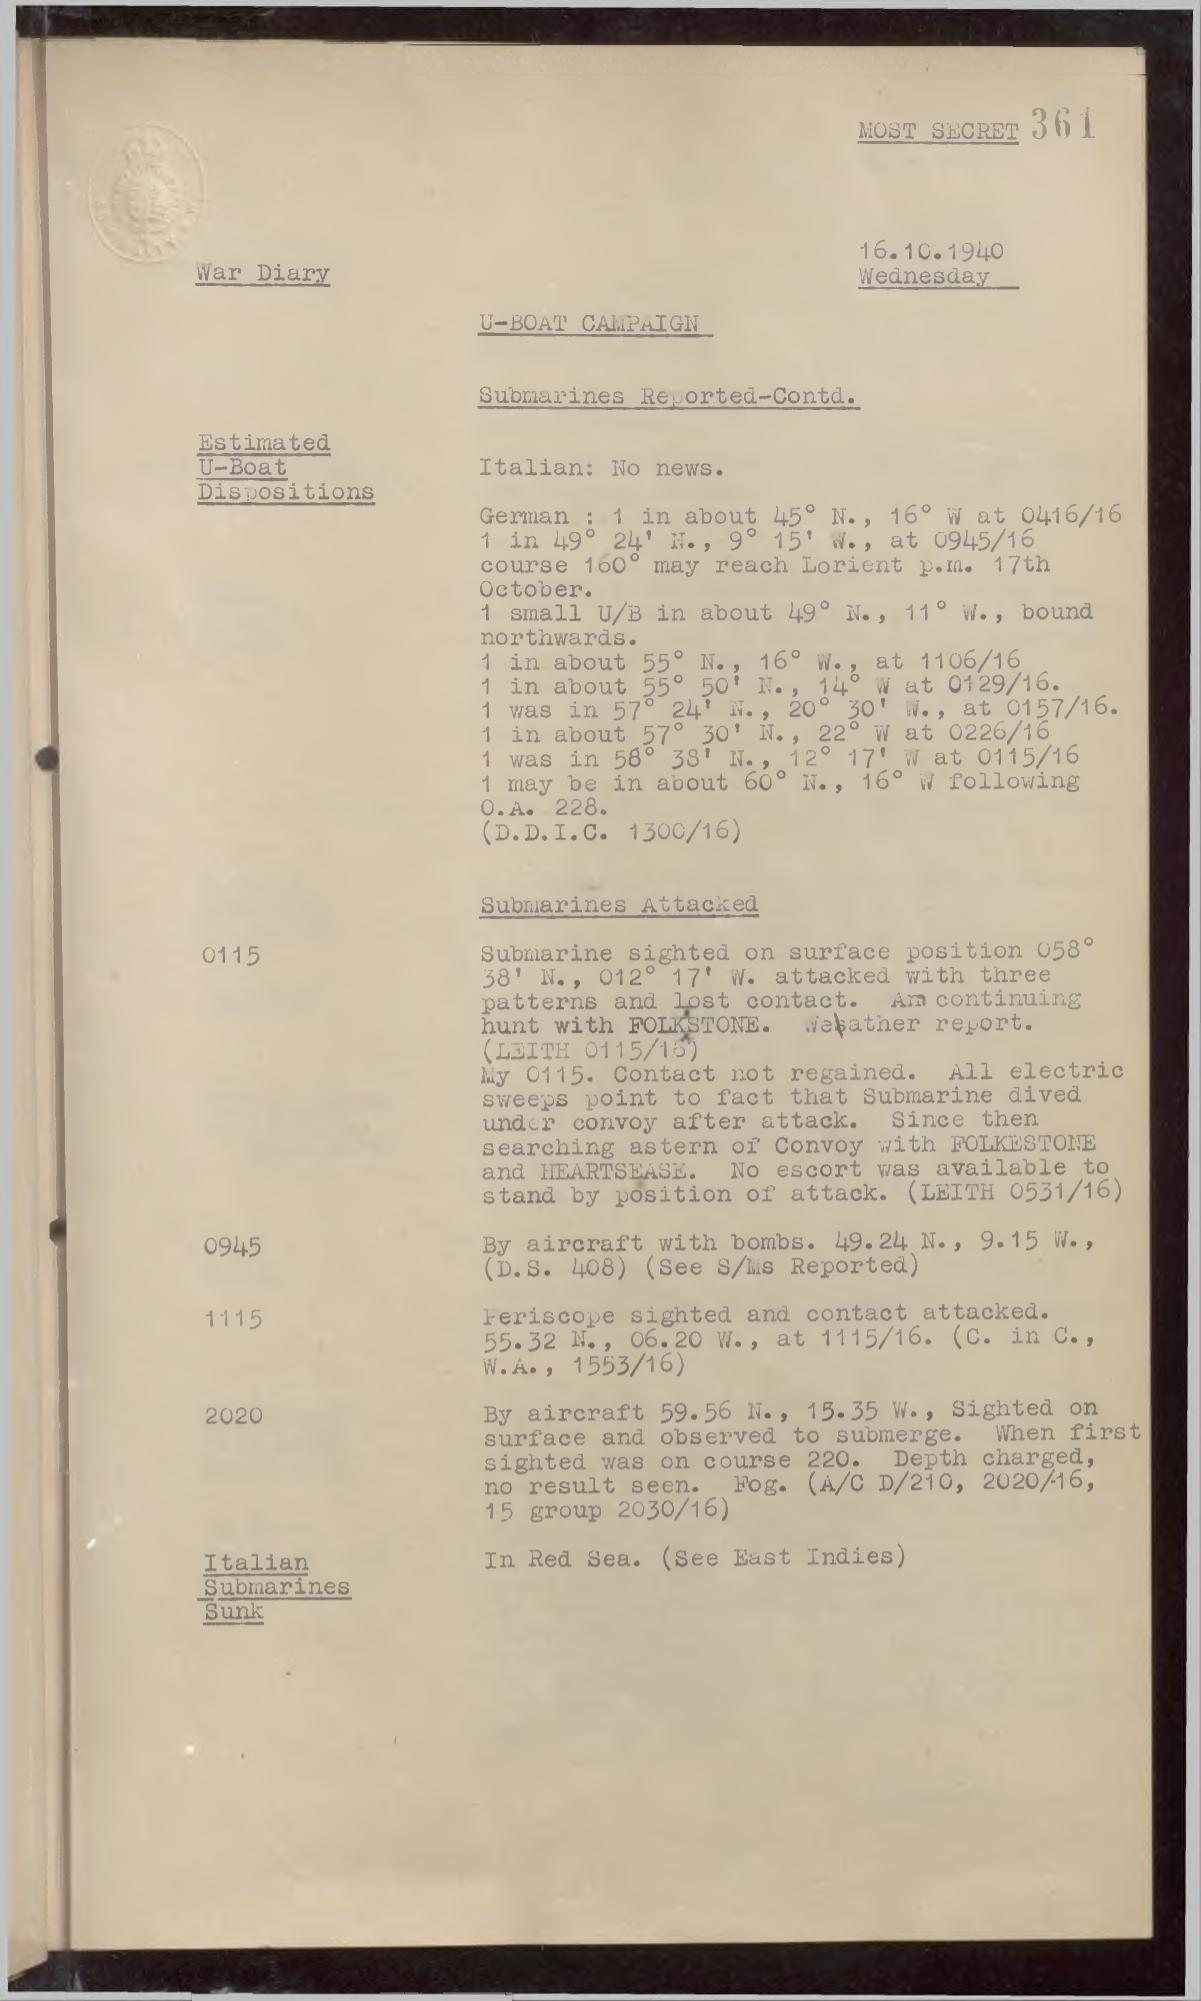 MOST SECRET 361
16.10.1940
War Diary
Wednesday
U-BOAT CAMPAIGN
Submarines Reported-Contd.
Estimated
U-Boat
Dispositions
Italian: No news.
German : 1 in about 45° N., 16° W at 0416/16
1 in 49° 24' N., 9° 15' W., at 0945/16
course 160° may reach Lorient p.m. 17th
October.
1 small U/B in about 49° N., 11° W., bound
northwards.
1 in about 55° N., 16° W., at 1106/16
1 in about 55° 50' N., 14° W at 0129/16.
1 was in 57° 24' N., 20° 30' W., at 0157/16.
1 in about 57° 30' N., 22° W at 0226/16
1 was in 58° 38' N., 12° 17' W at 0115/16
1 may be in about 60° N., 16° W following
O.A. 228.
(D.D.I.C. 1300/16)
Submarines Attacked
0115
Submarine sighted on surface position 058°
38' N., 012° 17' W. attacked with three
patterns and lost contact. Am continuing
hunt with FOLKSTONE. Weather report.
(LEITH 0115/16)
My 0115. Contact not regained. All electric
sweeps point to fact that Submarine dived
under convoy after attack. Since then
searching astern of Convoy with FOLKESTONE
and HEARTSEASE. No escort was available to
stand by position of attack. (LEITH 0531/16)
0945
By aircraft with bombs. 49.24 N., 9.15 W.,
(D.S. 408) (See S/Ms Reported)
1115
Periscope sighted and contact attacked.
55.32 N., 06.20 W., at 1115/16. (C. in C.,
W.A., 1553/16)
2020
By aircraft 59.56 N., 15.35 W., Sighted on
surface and observed to submerge. When first
sighted was on course 220. Depth charged,
no result seen. Fog. (A/C D/210, 2020/16,
15 group 2030/16)
Italian
Submarines
Sunk
In Red Sea. (See East Indies)